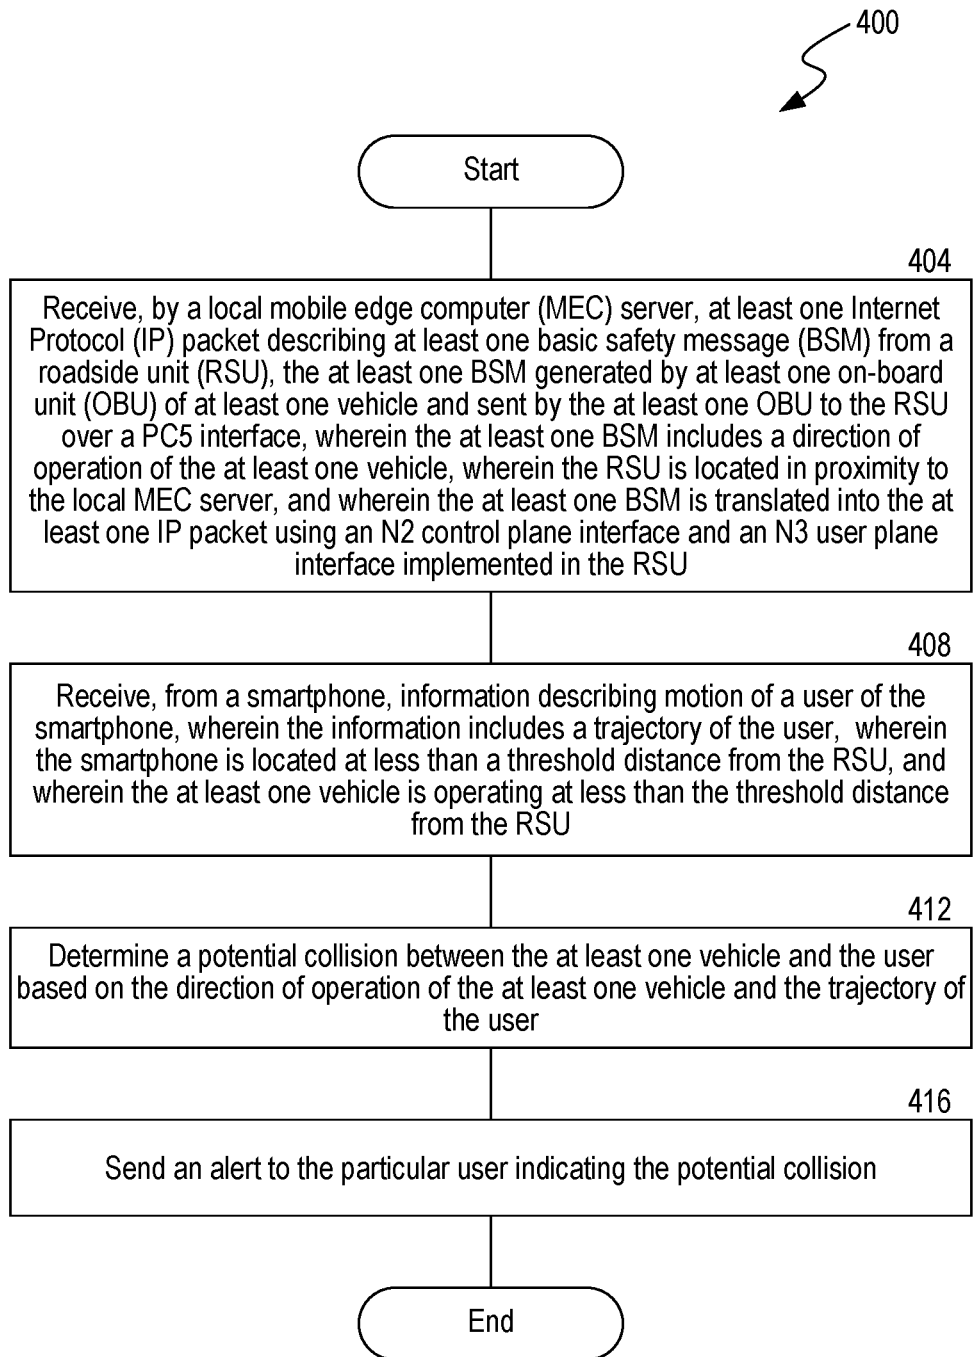 400
Start
404
Receive, by a local mobile edge computer (MEC) server, at least one Internet
Protocol (IP) packet describing at least one basic safety message (BSM) from a
roadside unit (RSU), the at least one BSM generated by at least one on-board
unit (OBU) of at least one vehicle and sent by the at least one OBU to the RSU
over a PC5 interface, wherein the at least one BSM includes a direction of
operation of the at least one vehicle, wherein the RSU is located in proximity to
the local MEC server, and wherein the at least one BSM is translated into the at
least one IP packet using an N2 control plane interface and an N3 user plane
interface implemented in the RSU
408
Receive, from a smartphone, information describing motion of a user of the
smartphone, wherein the information includes a trajectory of the user, wherein
the smartphone is located at less than a threshold distance from the RSU, and
wherein the at least one vehicle is operating at less than the threshold distance
from the RSU
412
Determine a potential collision between the at least one vehicle and the user
based on the direction of operation of the at least one vehicle and the trajectory of
the user
416
Send an alert to the particular user indicating the potential collision
End